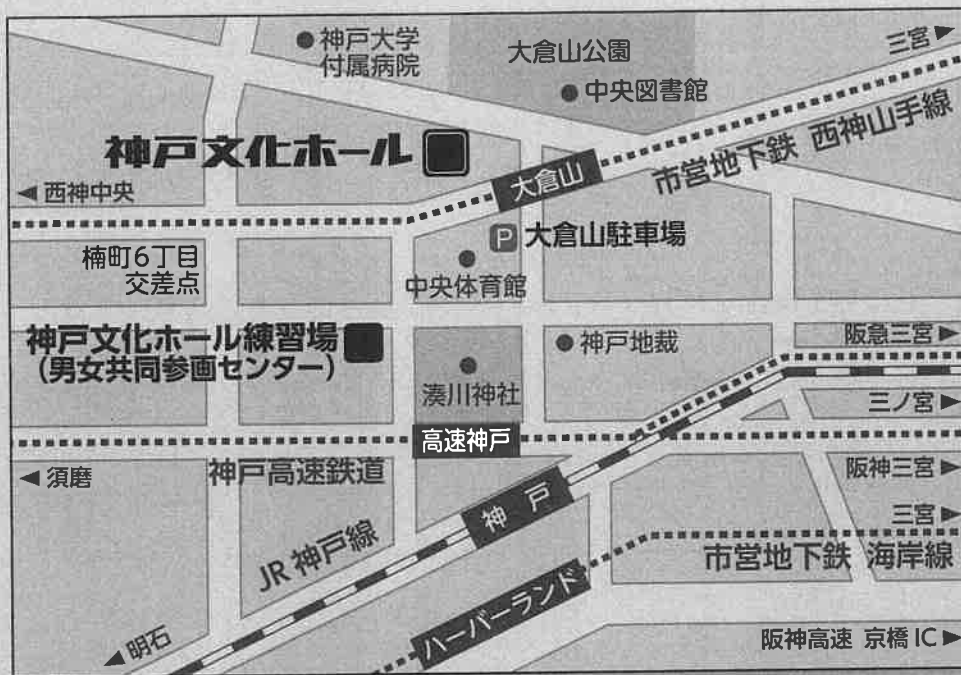 神戸大学
付属病院
大倉山公園
中央図書館
三宮▶
神戸文化ホール
市営地下鉄 西神山手線
◀西神中央
大倉山
P 大倉山駐車場
楠町6丁目
交差点
中央体育館
神戸文化ホール練習場
(男女共同参画センター)
神戸地裁
阪急三宮▶
湊川神社
三ノ宮▶
高速神戸
◀須磨
神戸高速鉄道
阪神三宮▶
神戸
三宮▶
JR神戸線
市営地下鉄 海岸線
ハーバーランド
◀明石
阪神高速 京橋IC▶